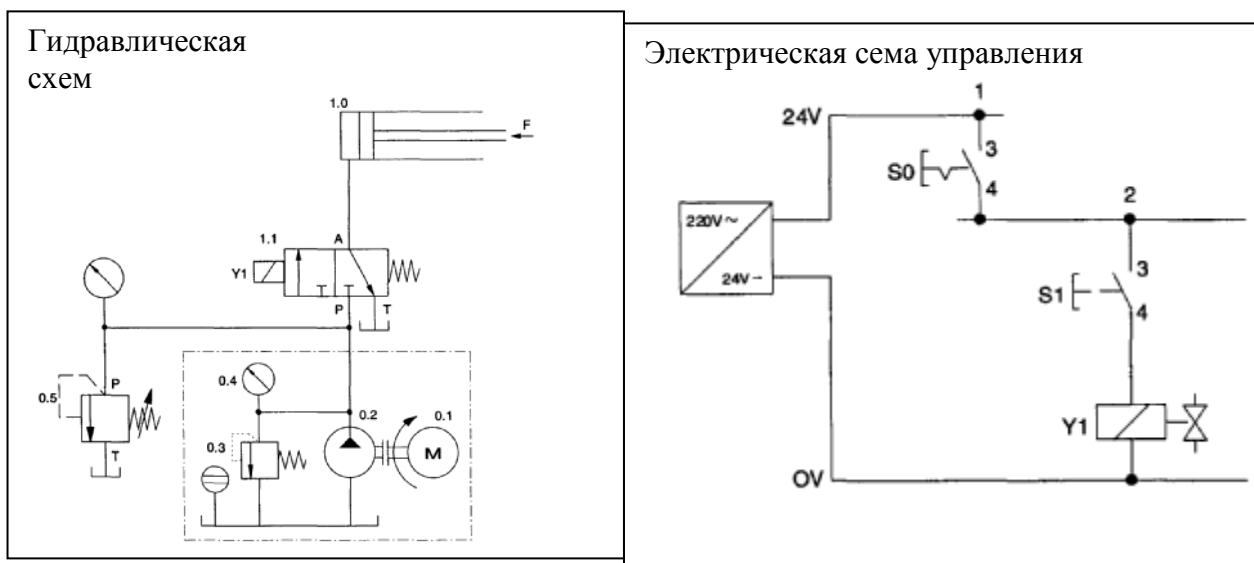 Гидравлическая
схем
1.0
F
1.1
A
Y1
P
T
0.5
P
T
0.4
0.2
0.1
0.3
M
Электрическая сема управления
1
24V
3
S0
4
2
220V~
24V-
3
S1
4
Y1
0V